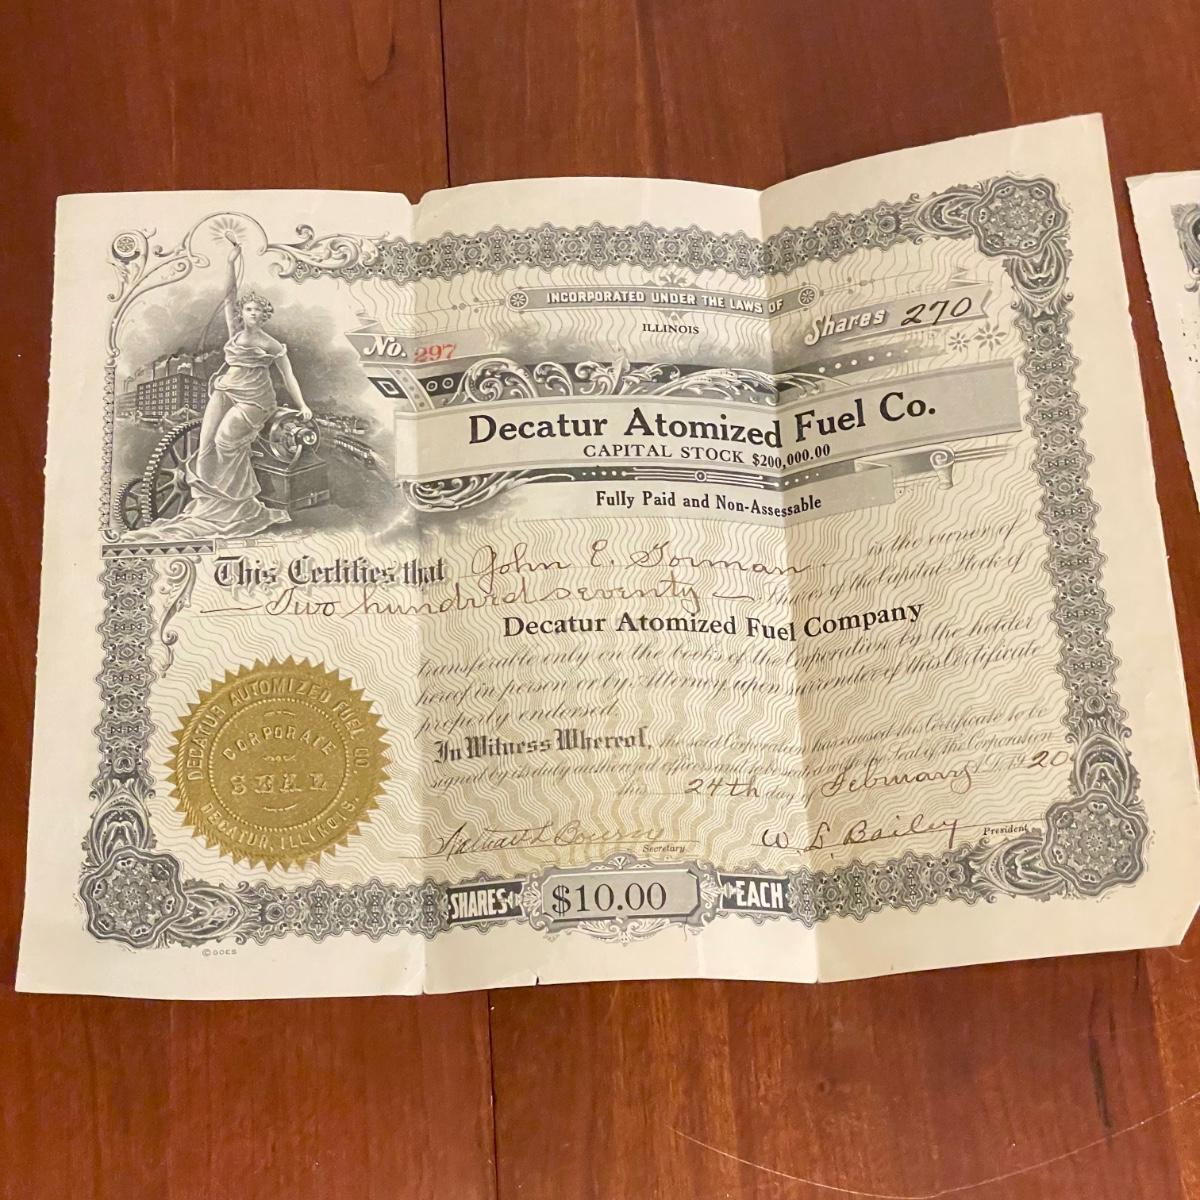 INCORPORATED UNDER THE LAWS OF
ILLINOIS
No. 297
Shares 270
Decatur Atomized Fuel Co.
CAPITAL STOCK $200,000.00
Fully Paid and Non-Assessable
This Certifies that John E. Gorman is the owner of
Two hundred seventy Shares of the Capital Stock of
Decatur Atomized Fuel Company
transferable only on the books of the Corporation by the holder
hereof in person or by Attorney upon surrender of this Certificate
properly endorsed.
In Witness Whereof, the said Corporation has caused this Certificate to be
signed by its duly authorized officers and to be sealed with the Seal of the Corporation
this 24th day of February A.D. 1920
Bourne Secretary
W L Bailey President
SHARES $10.00 EACH
DECATUR AUTOMIZED FUEL CO.
CORPORATE
SEAL
DECATUR, ILLINOIS.
© GOES